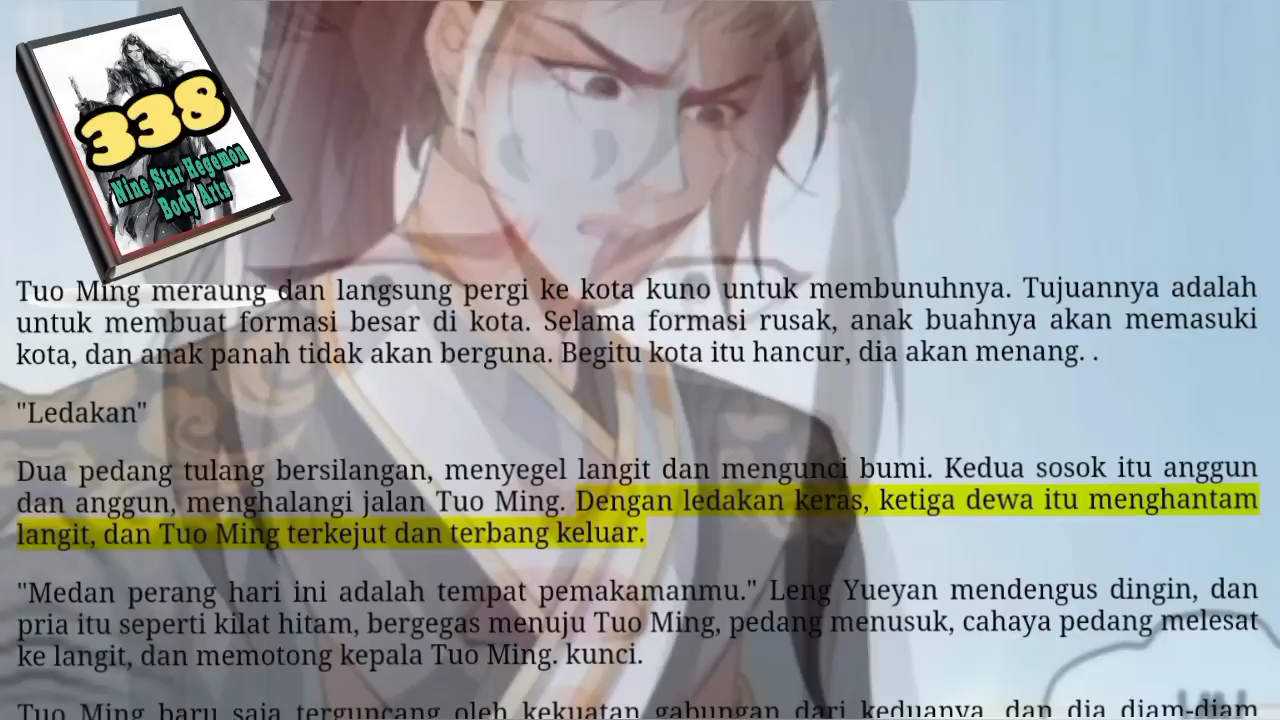 338
Nine Star Hegemon
Body Arts
Tuo Ming meraung dan langsung pergi ke kota kuno untuk membunuhnya. Tujuannya adalah
untuk membuat formasi besar di kota. Selama formasi rusak, anak buahnya akan memasuki
kota, dan anak panah tidak akan berguna. Begitu kota itu hancur, dia akan menang. .
"Ledakan"
Dua pedang tulang bersilangan, menyegel langit dan mengunci bumi. Kedua sosok itu anggun
dan anggun, menghalangi jalan Tuo Ming. Dengan ledakan keras, ketiga dewa itu menghantam
langit, dan Tuo Ming terkejut dan terbang keluar.
"Medan perang hari ini adalah tempat pemakamanmu." Leng Yueyan mendengus dingin, dan
pria itu seperti kilat hitam, bergegas menuju Tuo Ming, pedang menusuk, cahaya pedang melesat
ke langit, dan memotong kepala Tuo Ming. kunci.
Tuo Ming baru saja terguncang oleh kekuatan gabungan dari keduanya, dan dia diam-diam